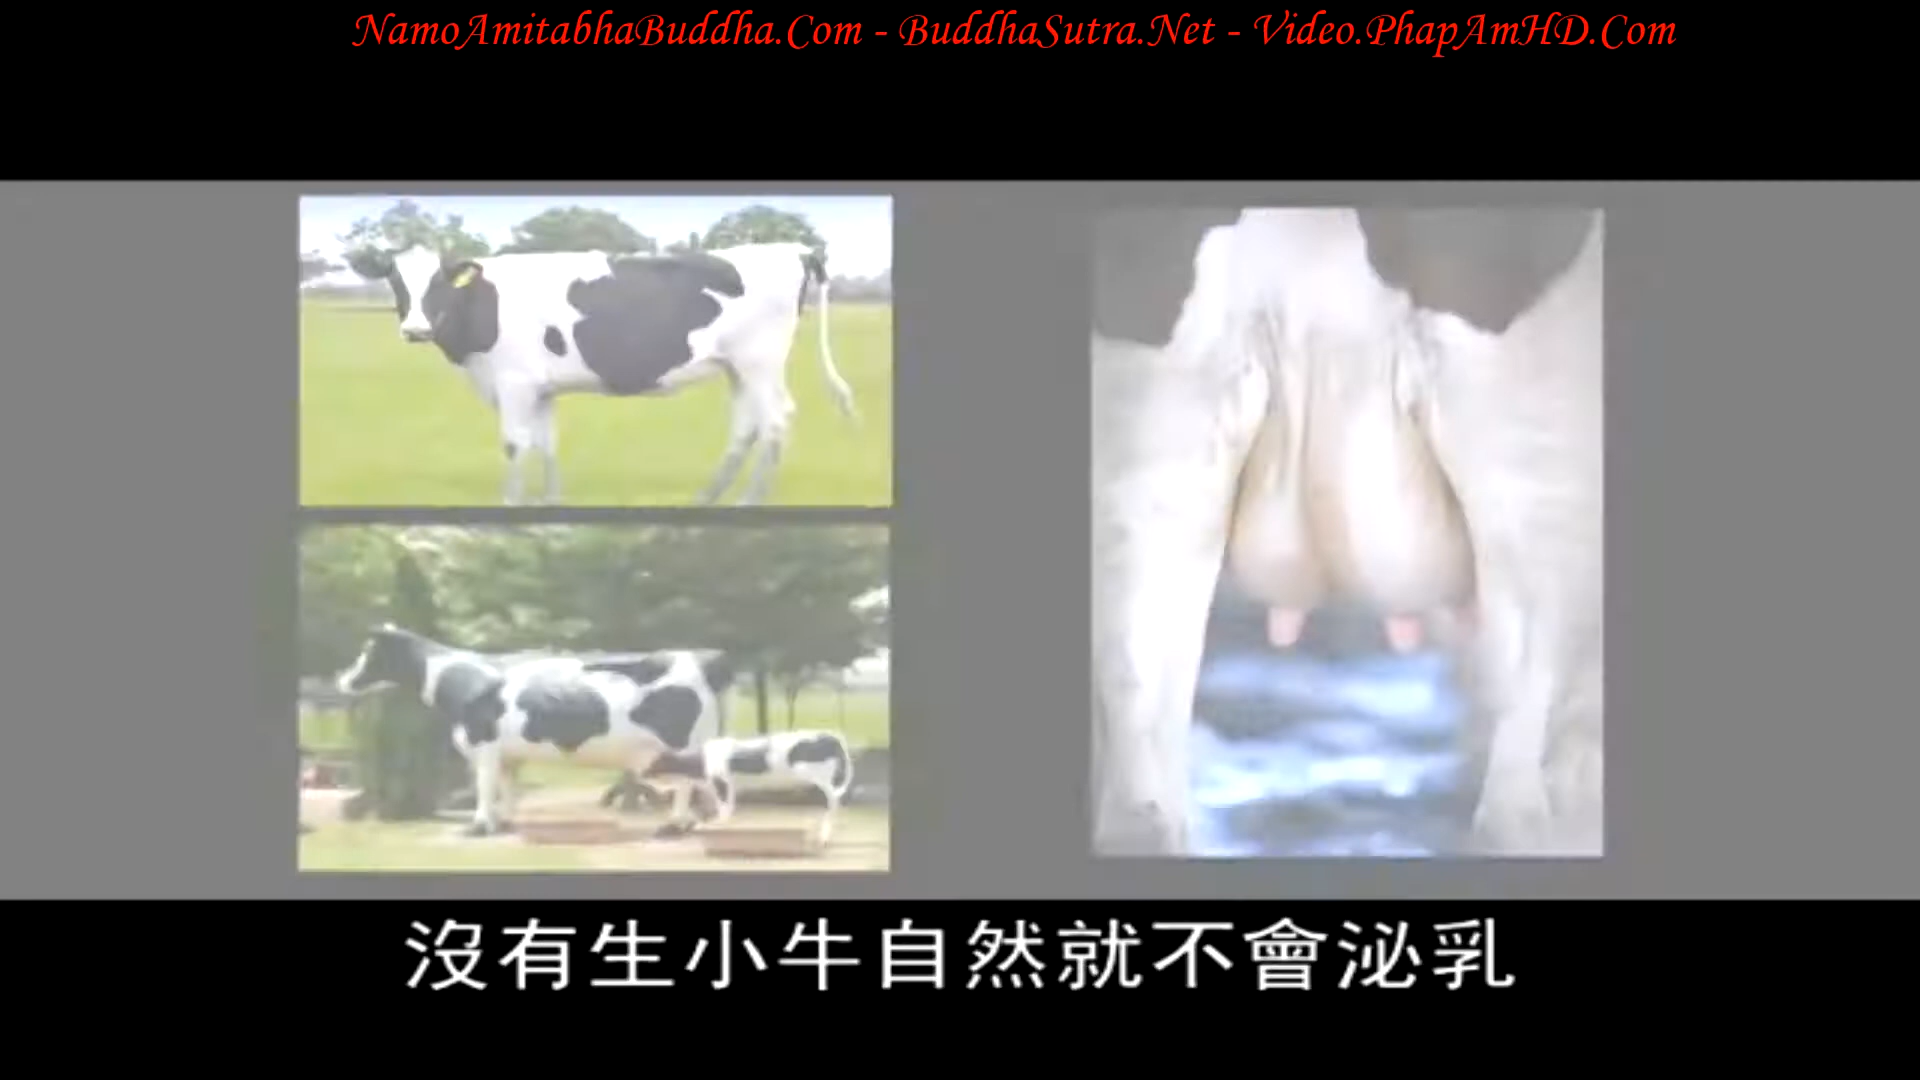 NamoAmitabhaBuddha.Com - BuddhaSutra.Net - Video.PhapAmHD.Com
沒有生小牛自然就不會泌乳